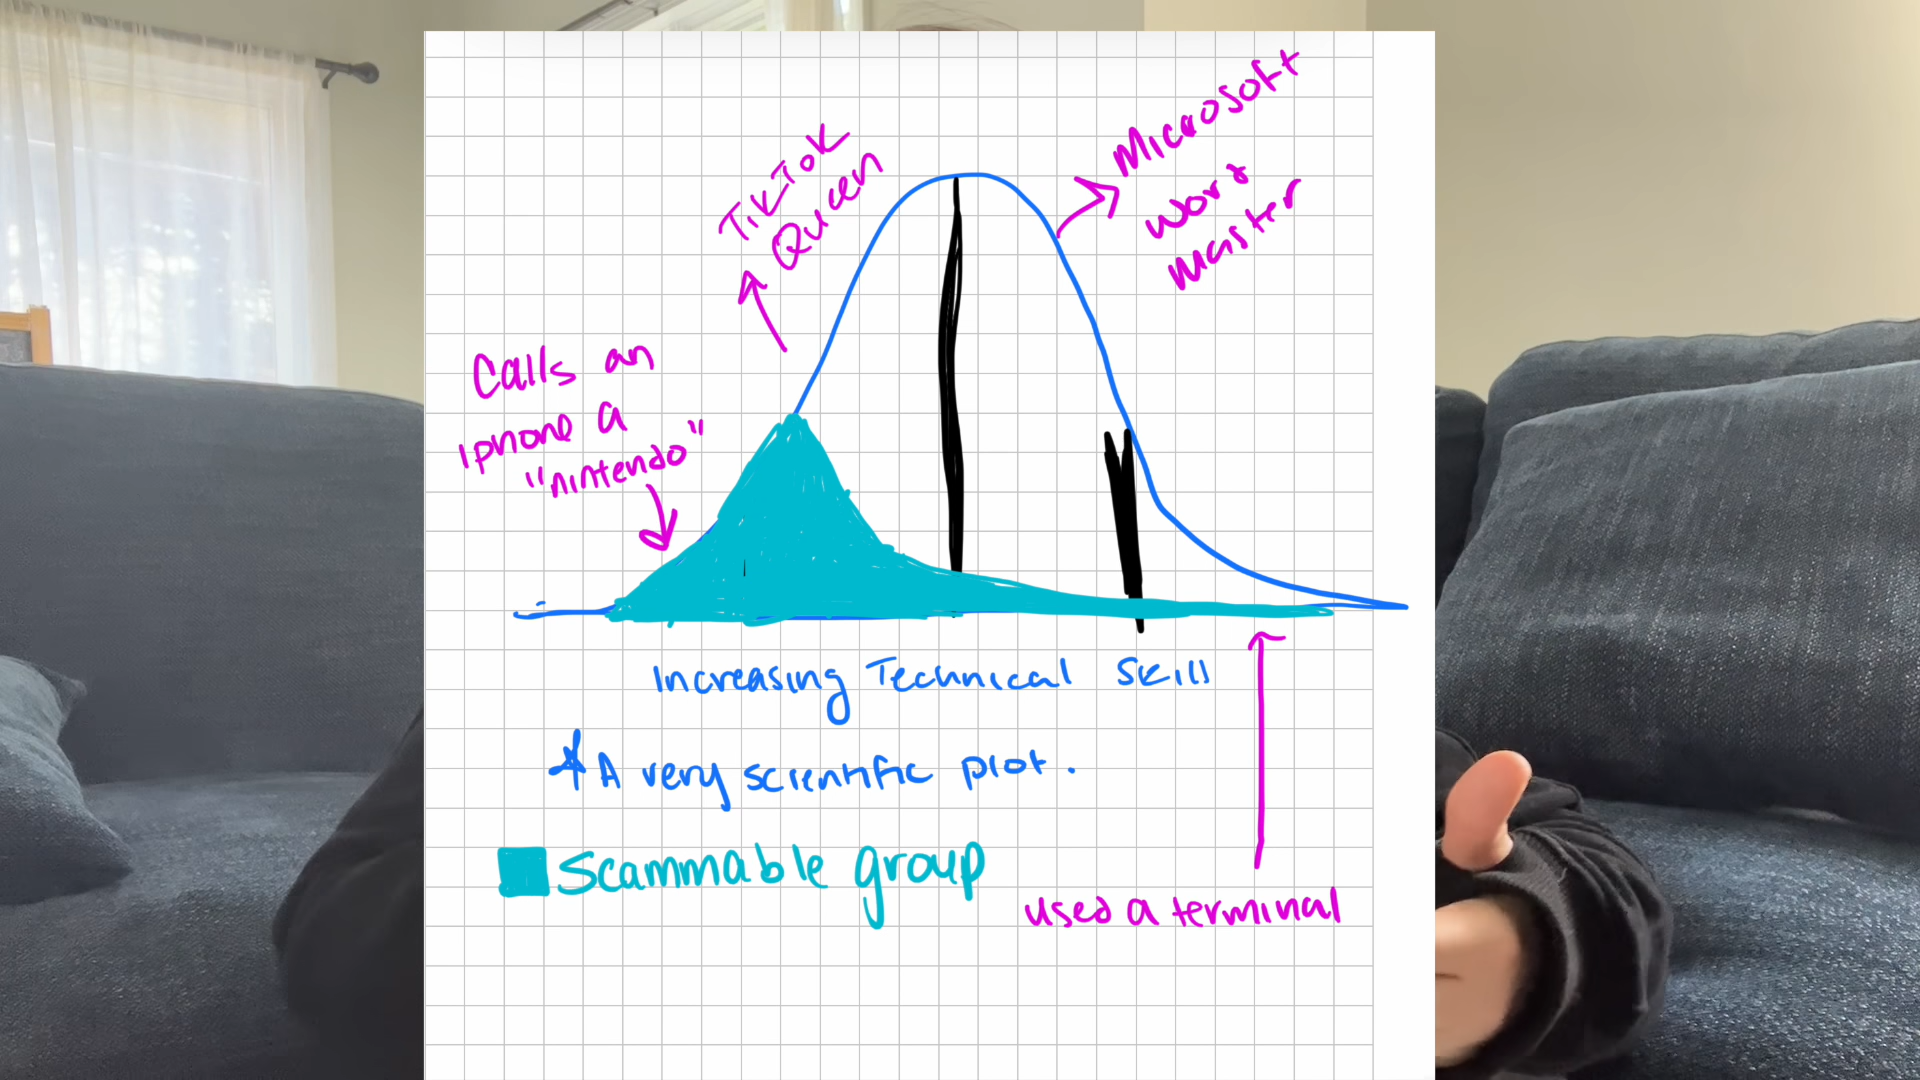 Microsoft
Word
Master
TikTok
Queen
Calls an
iphone a
"nintendo"
Increasing Technical Skill
* A very scientific plot.
Scammable group
used a terminal